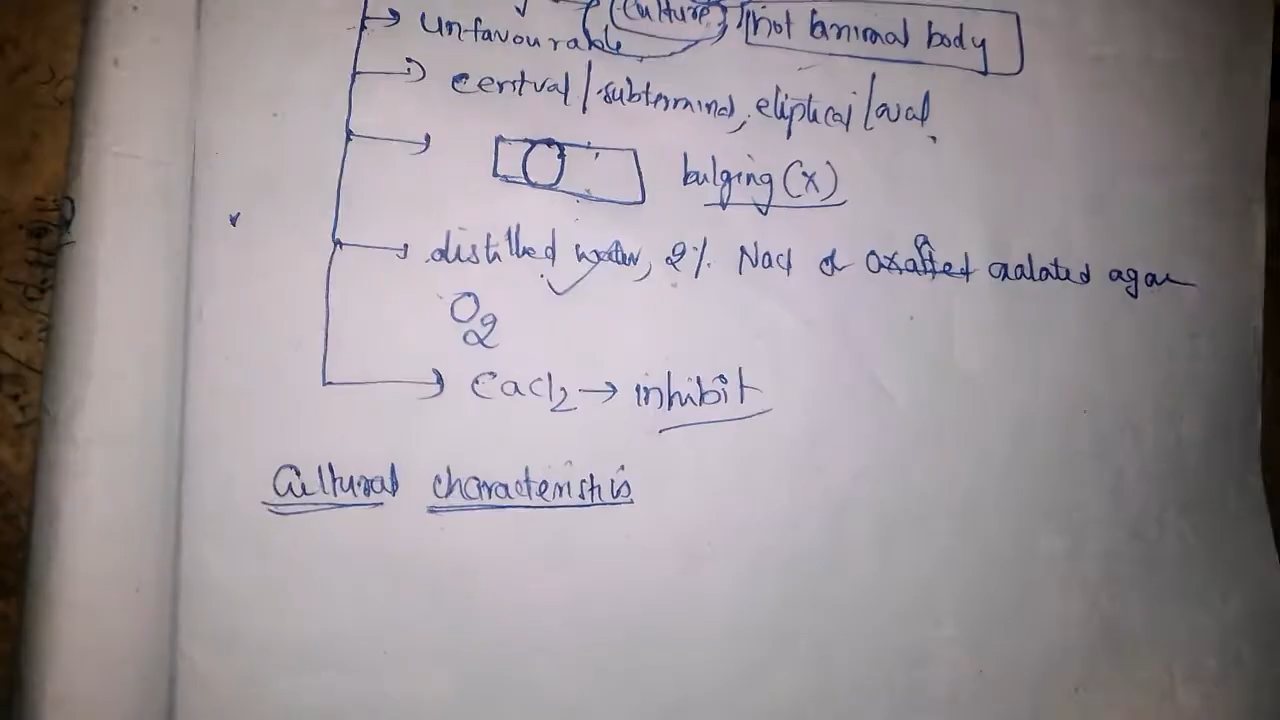 (culture) not animal body
unfavourable
central / subterminal, eliptical / oval
bulging (x)
distilled water, 2% Nacl or oxalated agar
O2
CaCl2 → inhibit
Cultural characteristis